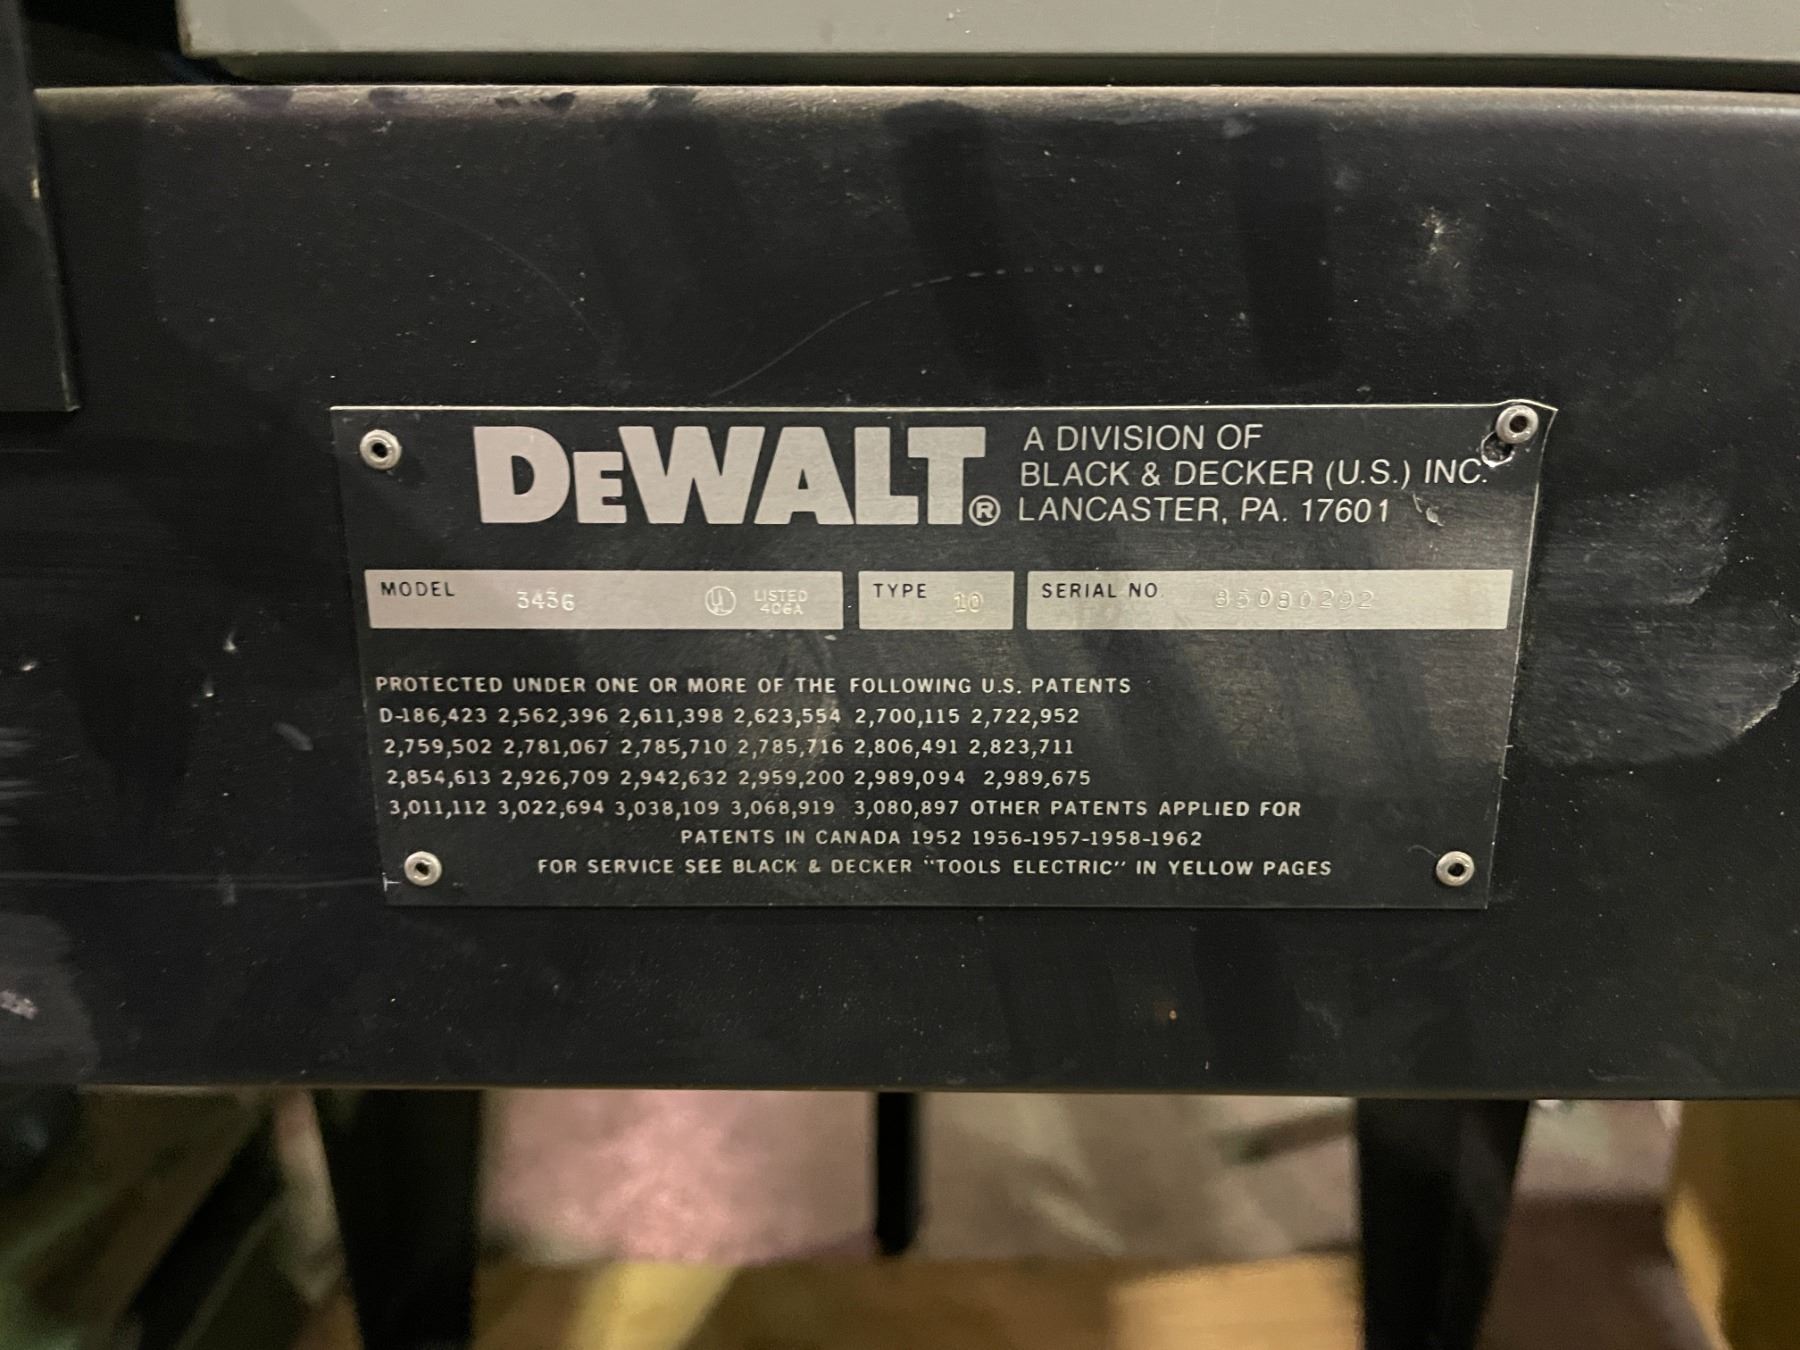 DeWALT® A DIVISION OF
BLACK & DECKER (U.S.) INC.
LANCASTER, PA. 17601
MODEL 3436 UL LISTED 406A TYPE 10 SERIAL NO.
PROTECTED UNDER ONE OR MORE OF THE FOLLOWING U.S. PATENTS
D-186,423 2,562,396 2,611,398 2,623,554 2,700,115 2,722,952
2,759,502 2,781,067 2,785,710 2,785,716 2,806,491 2,823,711
2,854,613 2,926,709 2,942,632 2,959,200 2,989,094 2,989,675
3,011,112 3,022,694 3,038,109 3,068,919 3,080,897 OTHER PATENTS APPLIED FOR
PATENTS IN CANADA 1952 1956-1957-1958-1962
FOR SERVICE SEE BLACK & DECKER "TOOLS ELECTRIC" IN YELLOW PAGES